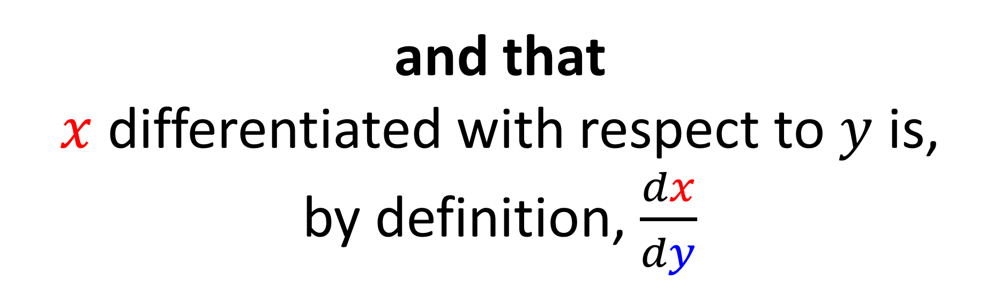 and that
x differentiated with respect to y is,
by definition, dx/dy